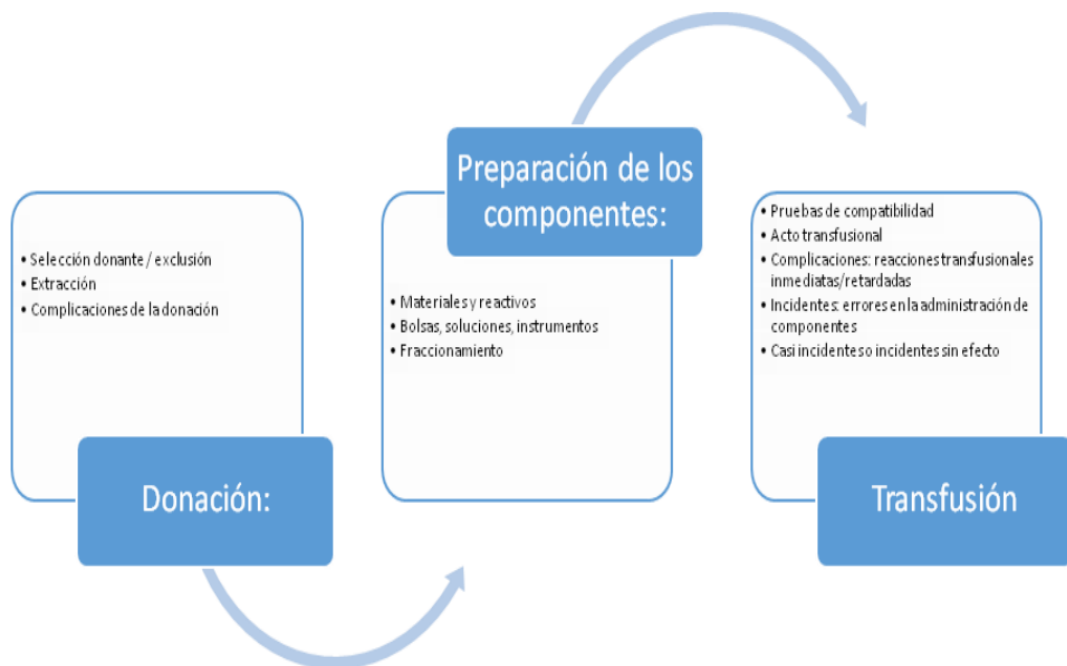 • Selección donante / exclusión
• Extracción
• Complicaciones de la donación
Donación:
Preparación de los
componentes:
• Materiales y reactivos
• Bolsas, soluciones, instrumentos
• Fraccionamiento
• Pruebas de compatibilidad
• Acto transfusional
• Complicaciones: reacciones transfusionales
inmediatas/retardadas
• Incidentes: errores en la administración de
componentes
• Casi incidentes o incidentes sin efecto
Transfusión